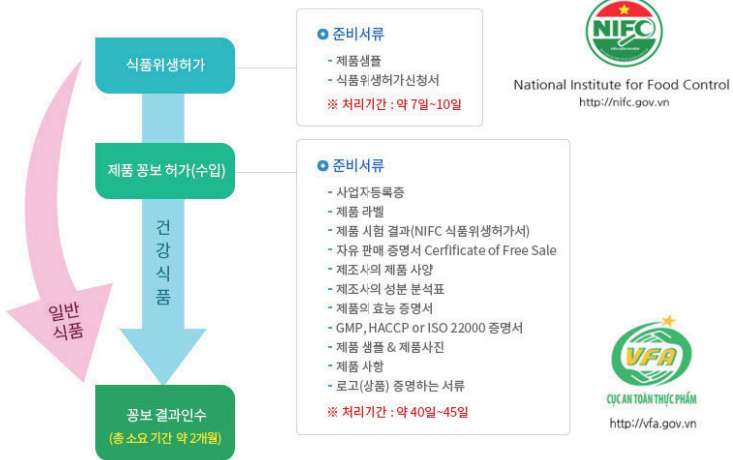 식품위생허가
준비서류
- 제품샘플
- 식품위생허가신청서
※ 처리기간 : 약 7일~10일
NIFC
National Institute for Food Control
http://nifc.gov.vn
제품 꽁보 허가(수입)
준비서류
- 사업자등록증
- 제품 라벨
- 제품 시험 결과(NIFC 식품위생허가서)
- 자유 판매 증명서 Cerfificate of Free Sale
- 제조사의 제품 사양
- 제조사의 성분 분석표
- 제품의 효능 증명서
- GMP, HACCP or ISO 22000 증명서
- 제품 샘플 & 제품사진
- 제품 사항
- 로고(상품) 증명하는 서류
※ 처리기간 : 약 40일~45일
건
강
식
품
일반
식품
꽁보 결과인수
(총 소요 기간 약 2개월)
VFA
CỤC AN TOÀN THỰC PHẨM
http://vfa.gov.vn